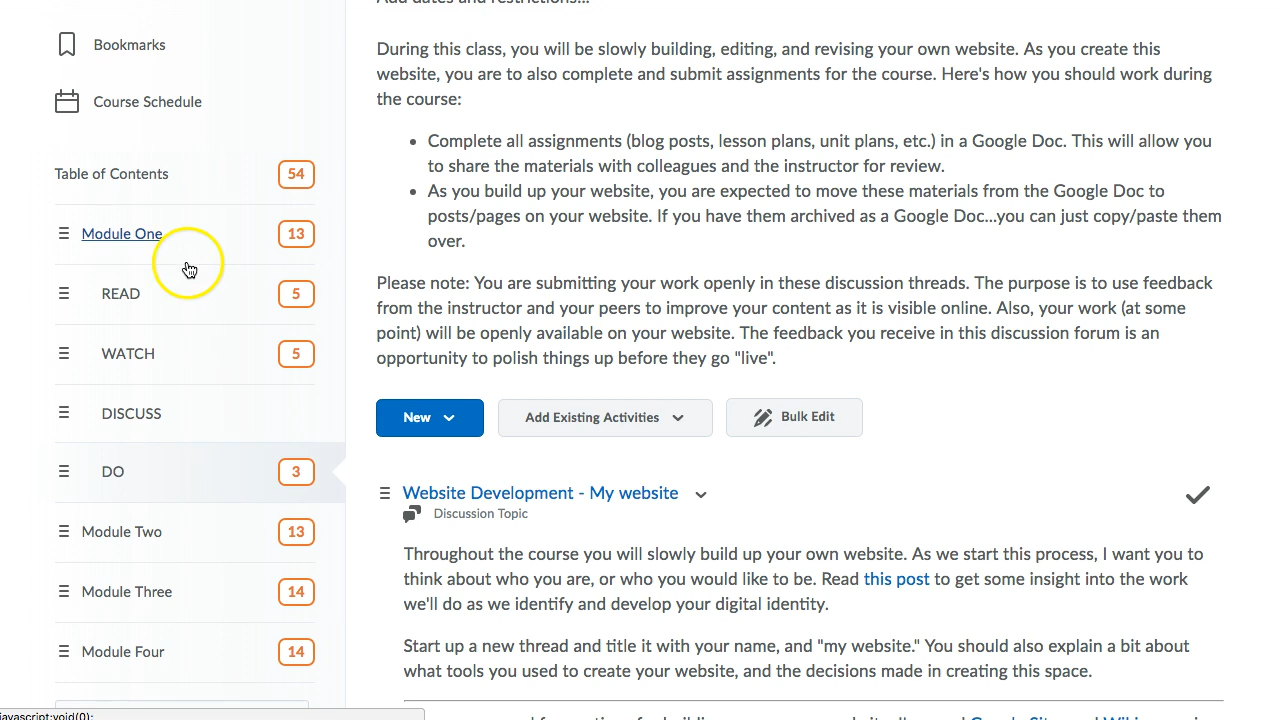 Add dates and restrictions...
Bookmarks
Course Schedule
Table of Contents 54
Module One 13
READ 5
WATCH 5
DISCUSS
DO 3
Module Two 13
Module Three 14
Module Four 14
During this class, you will be slowly building, editing, and revising your own website. As you create this
website, you are to also complete and submit assignments for the course. Here's how you should work during
the course:
• Complete all assignments (blog posts, lesson plans, unit plans, etc.) in a Google Doc. This will allow you
to share the materials with colleagues and the instructor for review.
• As you build up your website, you are expected to move these materials from the Google Doc to
posts/pages on your website. If you have them archived as a Google Doc...you can just copy/paste them
over.
Please note: You are submitting your work openly in these discussion threads. The purpose is to use feedback
from the instructor and your peers to improve your content as it is visible online. Also, your work (at some
point) will be openly available on your website. The feedback you receive in this discussion forum is an
opportunity to polish things up before they go "live".
New Add Existing Activities Bulk Edit
Website Development - My website
Discussion Topic
Throughout the course you will slowly build up your own website. As we start this process, I want you to
think about who you are, or who you would like to be. Read this post to get some insight into the work
we'll do as we identify and develop your digital identity.
Start up a new thread and title it with your name, and "my website." You should also explain a bit about
what tools you used to create your website, and the decisions made in creating this space.
javascript:void(0);